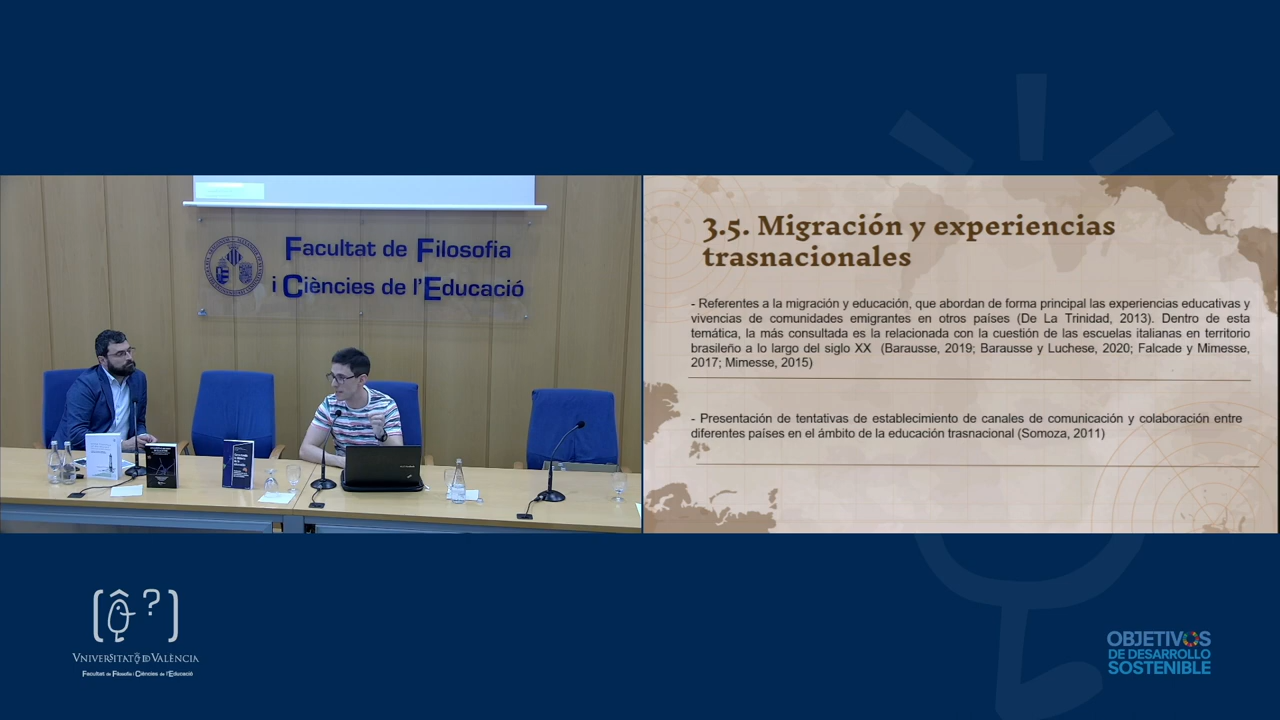 Facultat de Filosofia
i Ciències de l'Educació
3.5. Migración y experiencias
trasnacionales
- Referentes a la migración y educación, que abordan de forma principal las experiencias educativas y
vivencias de comunidades emigrantes en otros países (De La Trinidad, 2013). Dentro de esta
temática, la más consultada es la relacionada con la cuestión de las escuelas italianas en territorio
brasileño a lo largo del siglo XX (Barausse, 2019; Barausse y Luchese, 2020; Falcade y Mimesse,
2017; Mimesse, 2015)
- Presentación de tentativas de establecimiento de canales de comunicación y colaboración entre
diferentes países en el ámbito de la educación trasnacional (Somoza, 2011)
[ ? ]
VNIVERSITATQ ID VALÈNCIA
Facultat de Filosofia i Ciències de l'Educació
OBJETIVOS
DE DESARROLLO
SOSTENIBLE